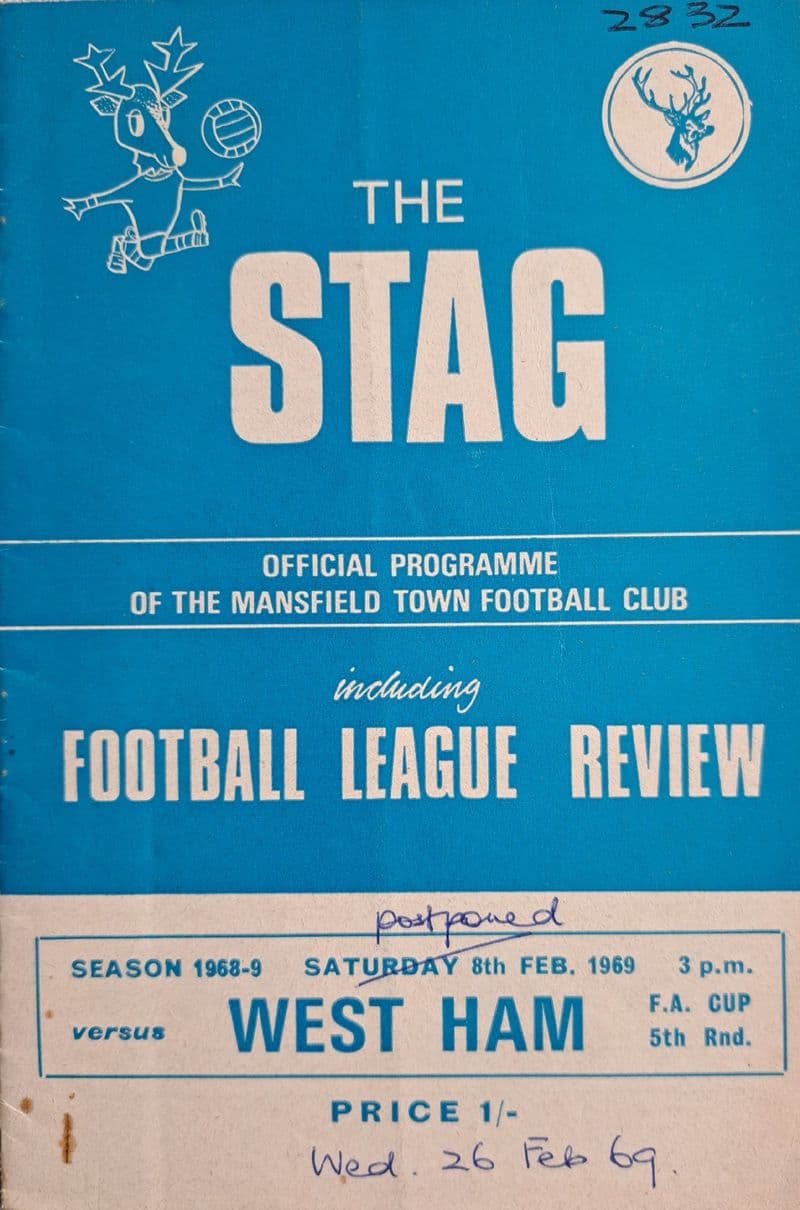 2832
THE
STAG
OFFICIAL PROGRAMME
OF THE MANSFIELD TOWN FOOTBALL CLUB
including
FOOTBALL LEAGUE REVIEW
postponed
SEASON 1968-9 SATURDAY 8th FEB. 1969 3 p.m.
versus WEST HAM F.A. CUP
5th Rnd.
PRICE 1/-
Wed. 26 Feb 69.